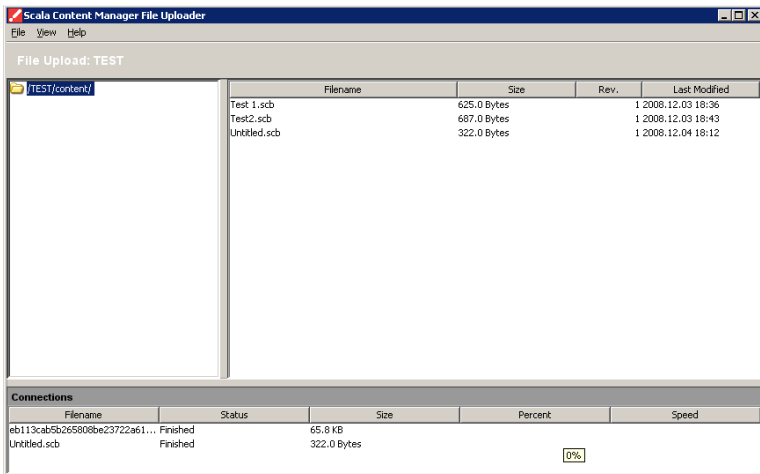 Scala Content Manager File Uploader
File View Help
File Upload: TEST
/TEST/content/
Filename Size Rev. Last Modified
Test 1.scb 625.0 Bytes 1 2008.12.03 18:36
Test2.scb 687.0 Bytes 1 2008.12.03 18:43
Untitled.scb 322.0 Bytes 1 2008.12.04 18:12
Connections
Filename Status Size Percent Speed
eb113cab5b265808be23722a61... Finished 65.8 KB
Untitled.scb Finished 322.0 Bytes
0%